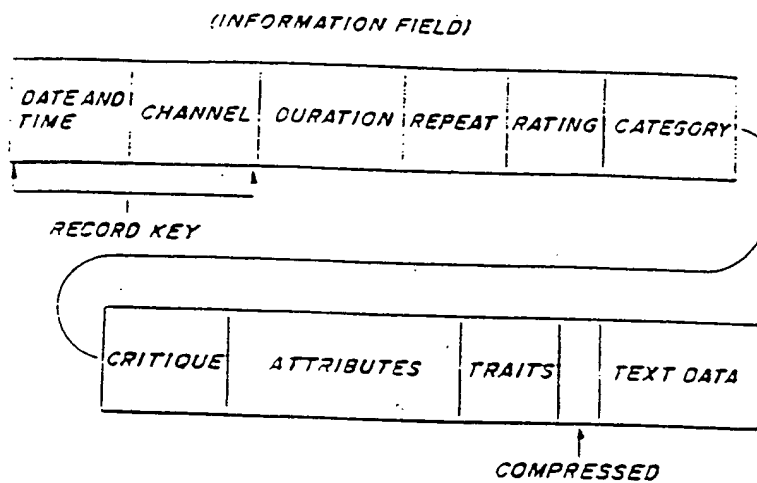 (INFORMATION FIELD)
DATE AND TIME
CHANNEL
DURATION
REPEAT
RATING
CATEGORY
RECORD KEY
CRITIQUE
ATTRIBUTES
TRAITS
TEXT DATA
COMPRESSED